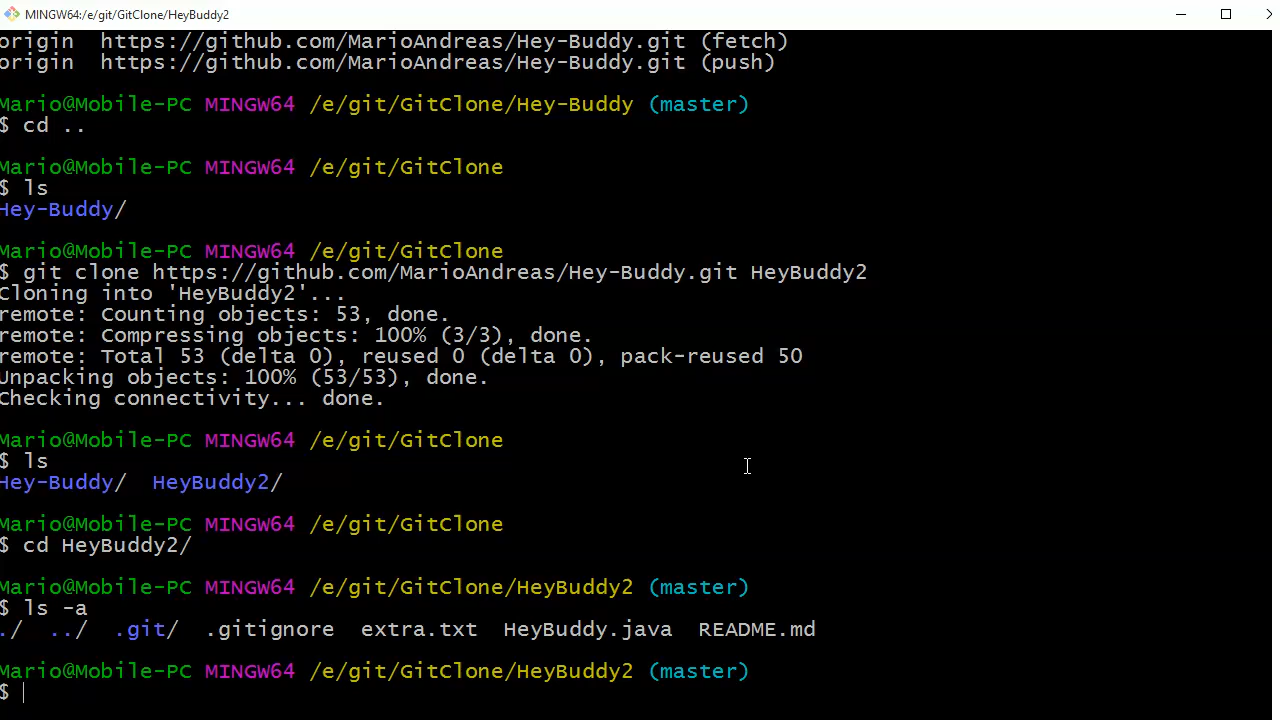 MINGW64:/e/git/GitClone/HeyBuddy2
origin  https://github.com/MarioAndreas/Hey-Buddy.git (fetch)
origin  https://github.com/MarioAndreas/Hey-Buddy.git (push)
Mario@Mobile-PC MINGW64 /e/git/GitClone/Hey-Buddy (master)
$ cd ..
Mario@Mobile-PC MINGW64 /e/git/GitClone
$ ls
Hey-Buddy/
Mario@Mobile-PC MINGW64 /e/git/GitClone
$ git clone https://github.com/MarioAndreas/Hey-Buddy.git HeyBuddy2
Cloning into 'HeyBuddy2'...
remote: Counting objects: 53, done.
remote: Compressing objects: 100% (3/3), done.
remote: Total 53 (delta 0), reused 0 (delta 0), pack-reused 50
Unpacking objects: 100% (53/53), done.
Checking connectivity... done.
Mario@Mobile-PC MINGW64 /e/git/GitClone
$ ls
Hey-Buddy/  HeyBuddy2/
Mario@Mobile-PC MINGW64 /e/git/GitClone
$ cd HeyBuddy2/
Mario@Mobile-PC MINGW64 /e/git/GitClone/HeyBuddy2 (master)
$ ls -a
./  ../  .git/  .gitignore  extra.txt  HeyBuddy.java  README.md
Mario@Mobile-PC MINGW64 /e/git/GitClone/HeyBuddy2 (master)
$